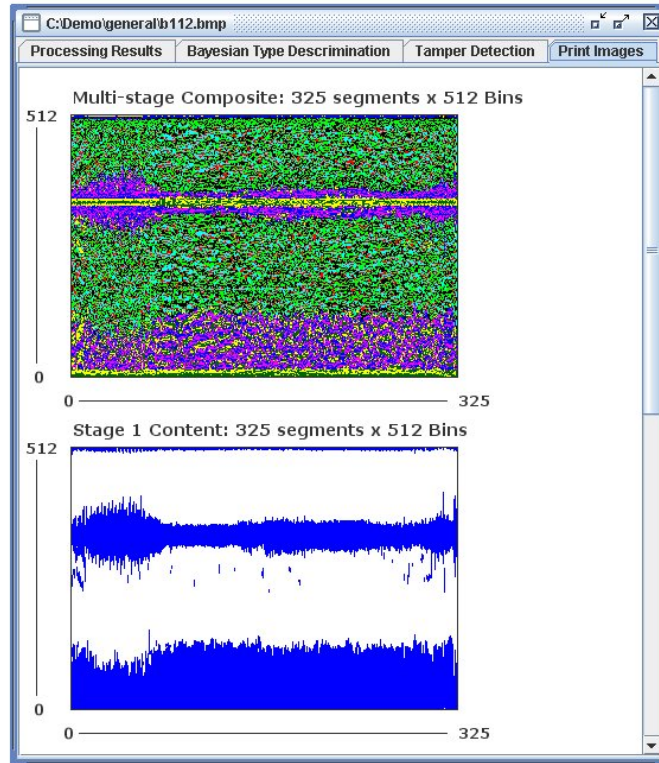 C:\Demo\general\b112.bmp
Processing Results Bayesian Type Descrimination Tamper Detection Print Images
Multi-stage Composite: 325 segments x 512 Bins
512
0
0 325
Stage 1 Content: 325 segments x 512 Bins
512
0
0 325